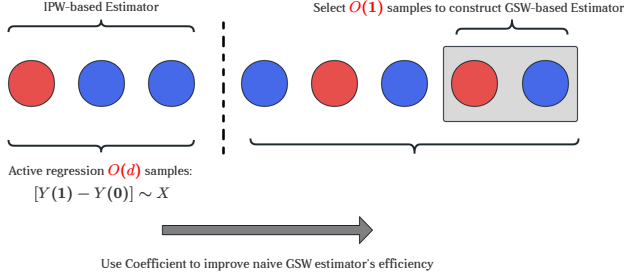 IPW-based Estimator
Select O(1) samples to construct GSW-based Estimator
Active regression O(d) samples:
[Y(1) − Y(0)] ∼ X
Use Coefficient to improve naive GSW estimator's efficiency